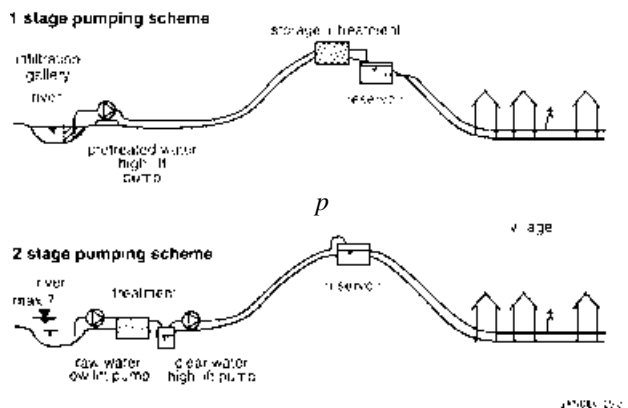 1 stage pumping scheme
storage + treatment
infiltration
gallery
river
reservoir
pretreated water
high lift
pump
p
village
2 stage pumping scheme
river
max ?
treatment
reservoir
raw water
low lift pump
clear water
high lift pump